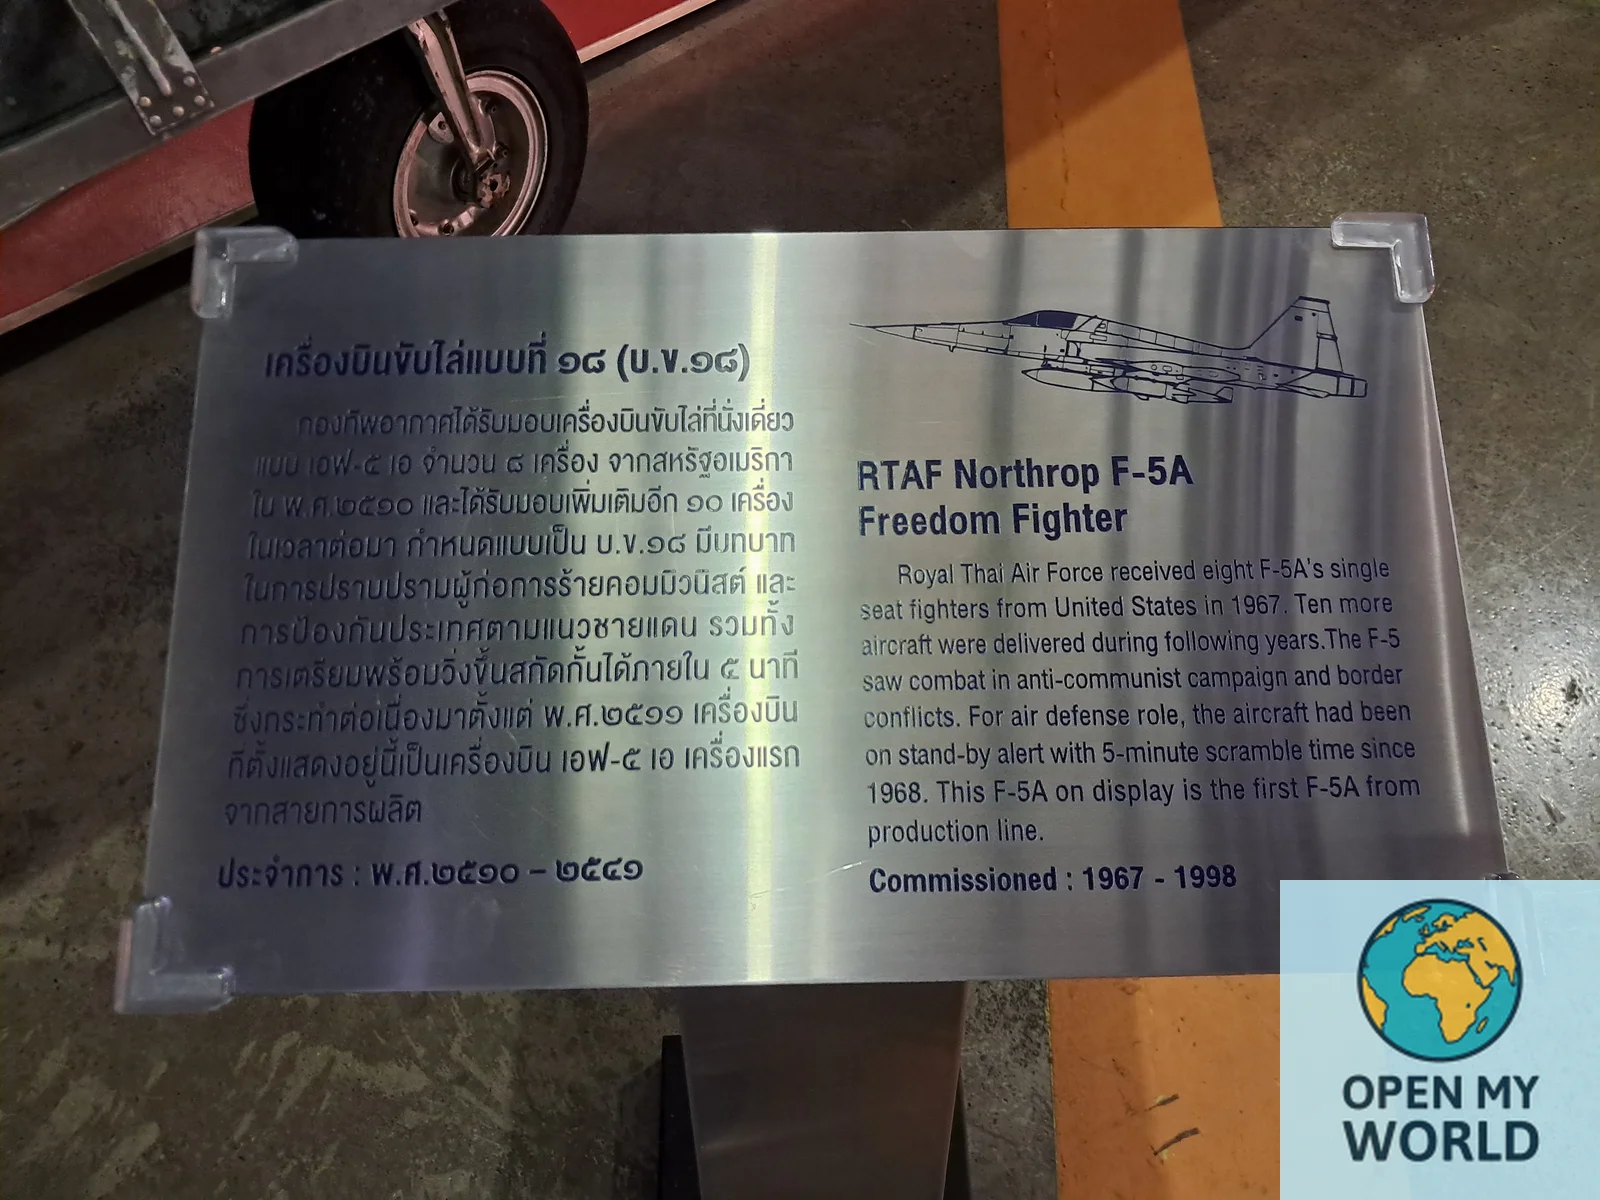 เครื่องบินขับไล่แบบที่ ๑๘ (บ.ข.๑๘)
กองทัพอากาศได้รับมอบเครื่องบินขับไล่ที่นั่งเดี่ยว
แบบ เอฟ-๕ เอ จำนวน ๘ เครื่อง จากสหรัฐอเมริกา
ใน พ.ศ.๒๕๑๐ และได้รับมอบเพิ่มเติมอีก ๑๐ เครื่อง
ในเวลาต่อมา กำหนดแบบเป็น บ.ข.๑๘ มีบทบาท
ในการปราบปรามผู้ก่อการร้ายคอมมิวนิสต์ และ
การป้องกันประเทศตามแนวชายแดน รวมทั้ง
การเตรียมพร้อมวิ่งขึ้นสกัดกั้นได้ภายใน ๕ นาที
ซึ่งกระทำต่อเนื่องมาตั้งแต่ พ.ศ.๒๕๑๑ เครื่องบิน
ที่ตั้งแสดงอยู่นี้เป็นเครื่องบิน เอฟ-๕ เอ เครื่องแรก
จากสายการผลิต
ประจำการ : พ.ศ.๒๕๑๐ - ๒๕๔๑
RTAF Northrop F-5A
Freedom Fighter
Royal Thai Air Force received eight F-5A's single
seat fighters from United States in 1967. Ten more
aircraft were delivered during following years.The F-5
saw combat in anti-communist campaign and border
conflicts. For air defense role, the aircraft had been
on stand-by alert with 5-minute scramble time since
1968. This F-5A on display is the first F-5A from
production line.
Commissioned : 1967 - 1998
OPEN MY
WORLD